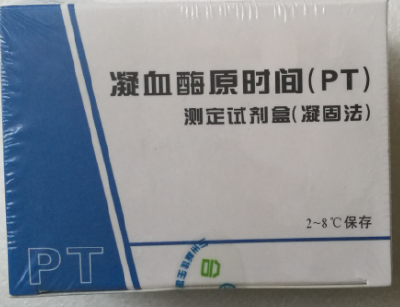 凝血酶原时间(PT)
测定试剂盒(凝固法)
2~8℃保存
PT